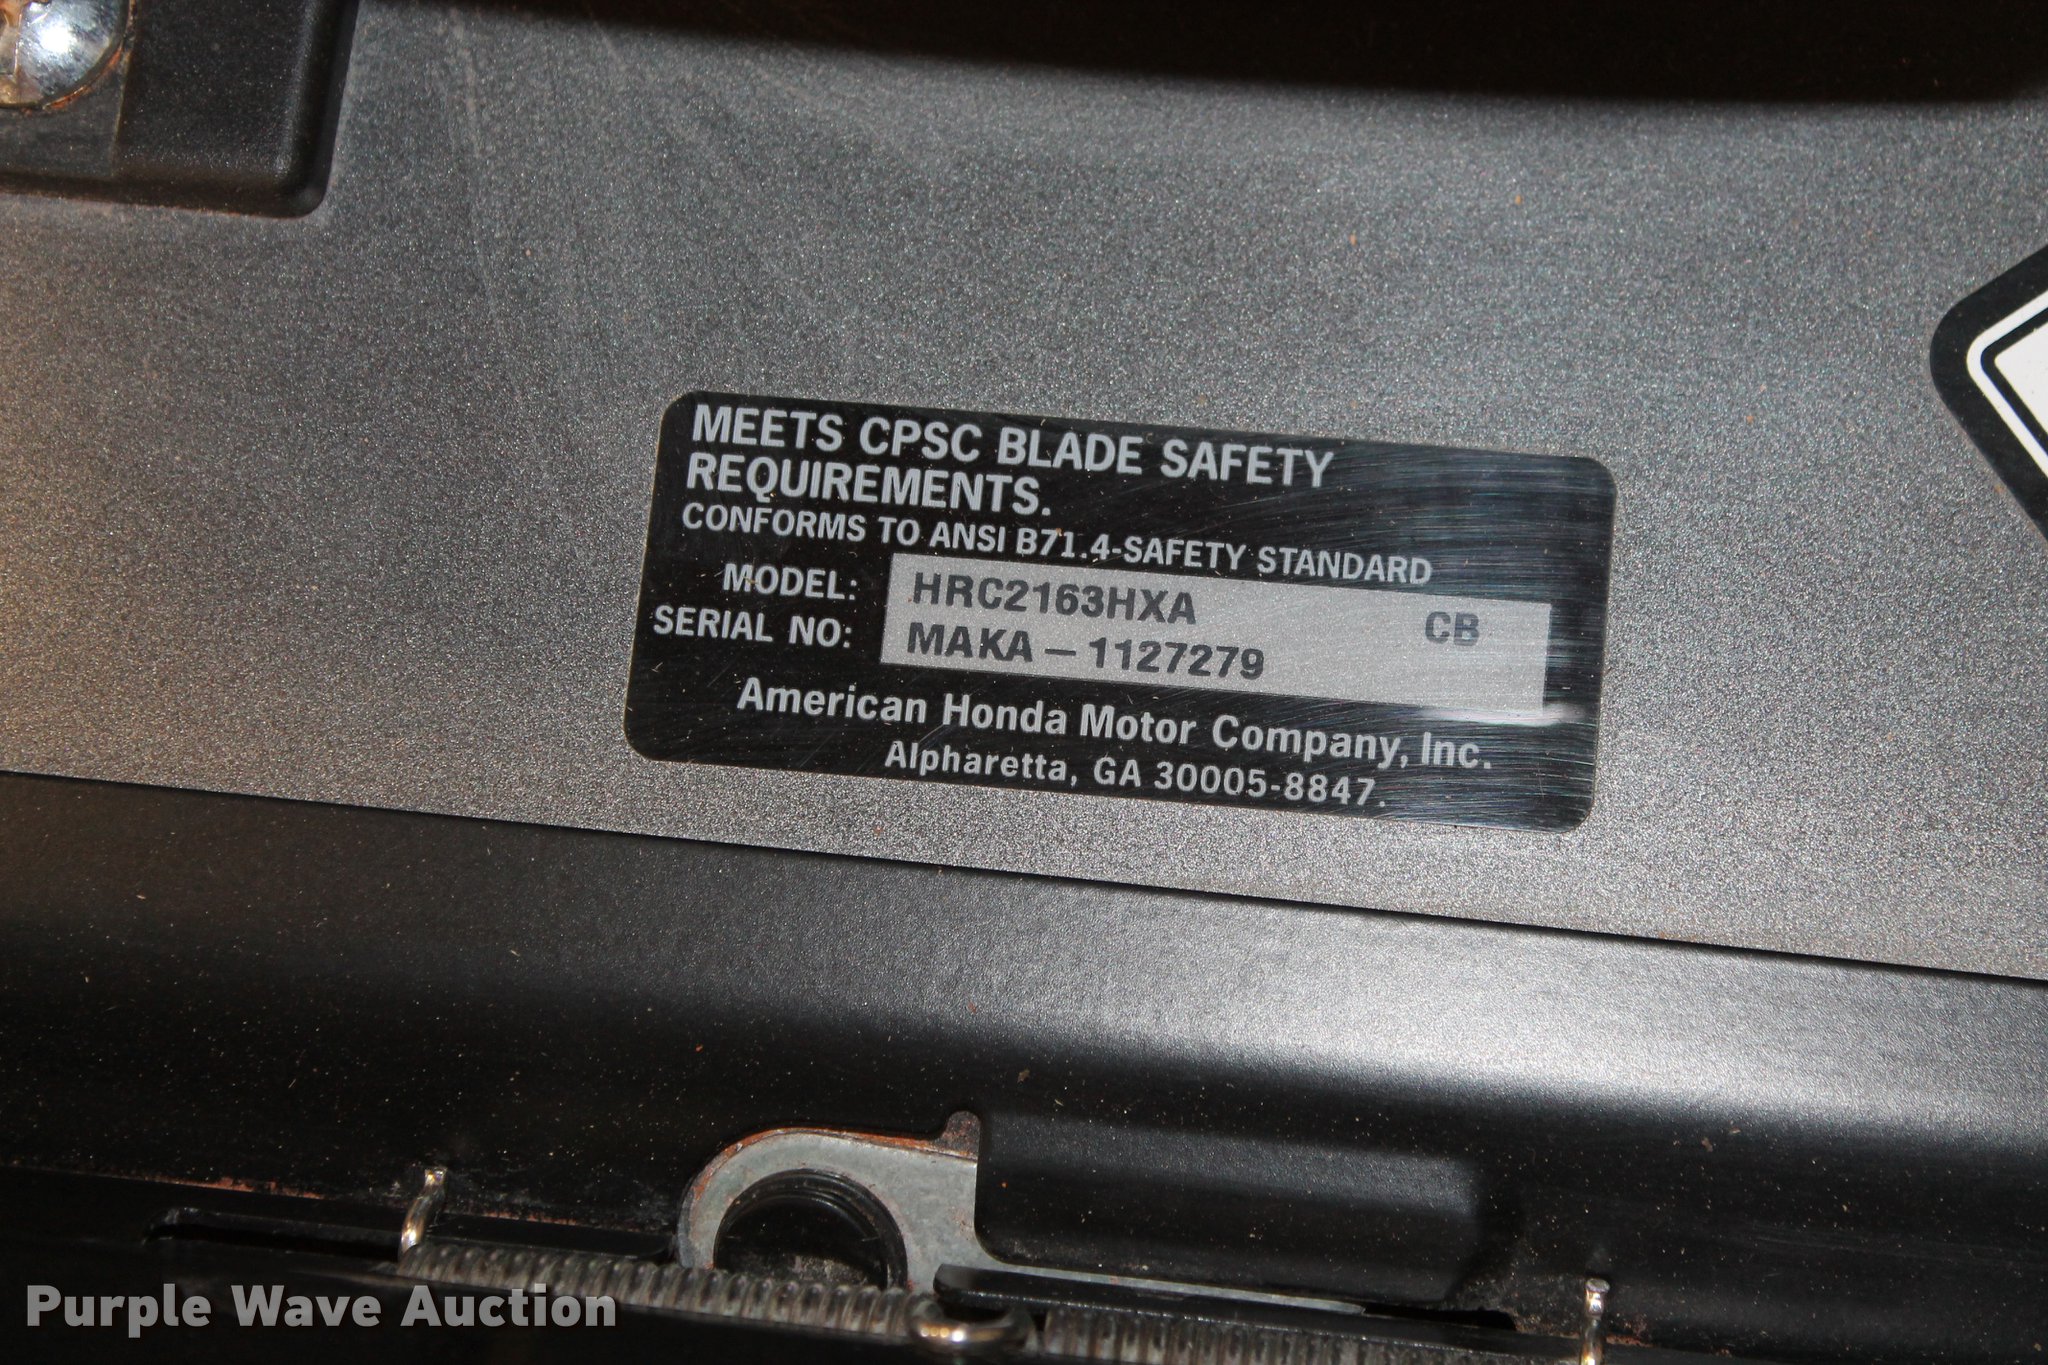 MEETS CPSC BLADE SAFETY
REQUIREMENTS.
CONFORMS TO ANSI B71.4-SAFETY STANDARD
MODEL: HRC2163HXA CB
SERIAL NO: MAKA – 1127279
American Honda Motor Company, Inc.
Alpharetta, GA 30005-8847.
Purple Wave Auction